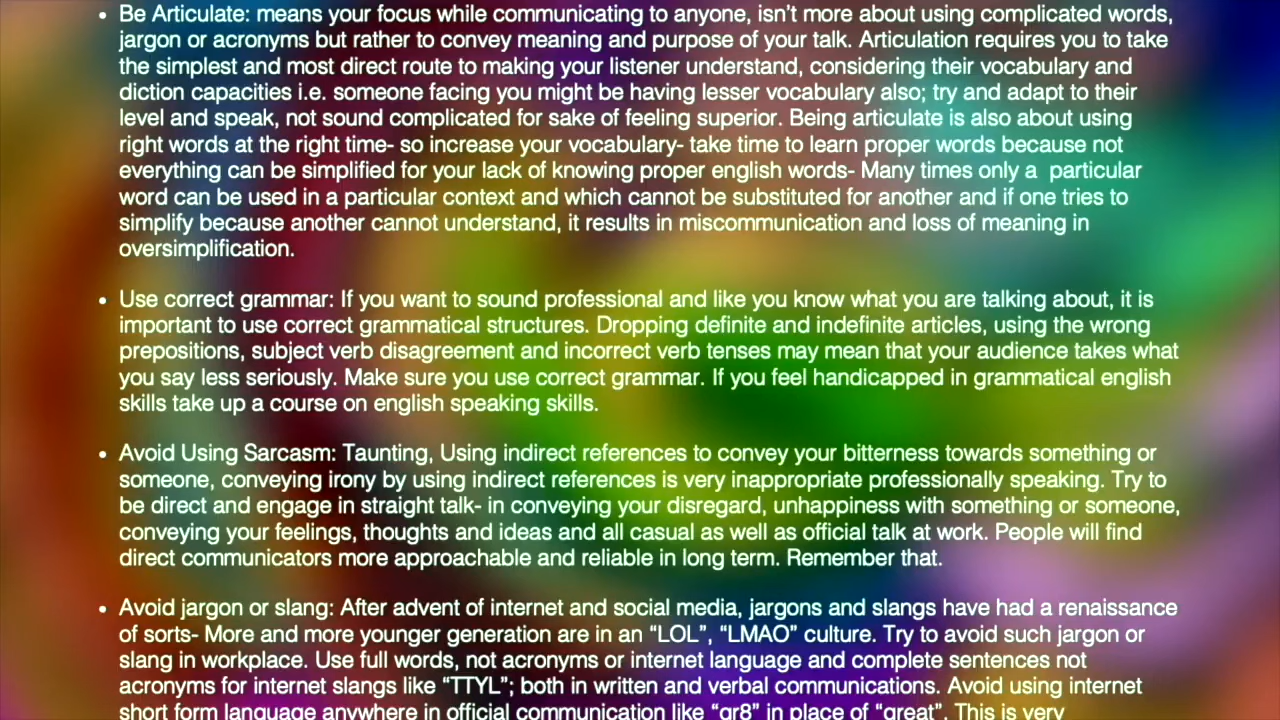 • Be Articulate: means your focus while communicating to anyone, isn’t more about using complicated words,
jargon or acronyms but rather to convey meaning and purpose of your talk. Articulation requires you to take
the simplest and most direct route to making your listener understand, considering their vocabulary and
diction capacities i.e. someone facing you might be having lesser vocabulary also; try and adapt to their
level and speak, not sound complicated for sake of feeling superior. Being articulate is also about using
right words at the right time- so increase your vocabulary- take time to learn proper words because not
everything can be simplified for your lack of knowing proper english words- Many times only a  particular
word can be used in a particular context and which cannot be substituted for another and if one tries to
simplify because another cannot understand, it results in miscommunication and loss of meaning in
oversimplification.
• Use correct grammar: If you want to sound professional and like you know what you are talking about, it is
important to use correct grammatical structures. Dropping definite and indefinite articles, using the wrong
prepositions, subject verb disagreement and incorrect verb tenses may mean that your audience takes what
you say less seriously. Make sure you use correct grammar. If you feel handicapped in grammatical english
skills take up a course on english speaking skills.
• Avoid Using Sarcasm: Taunting, Using indirect references to convey your bitterness towards something or
someone, conveying irony by using indirect references is very inappropriate professionally speaking. Try to
be direct and engage in straight talk- in conveying your disregard, unhappiness with something or someone,
conveying your feelings, thoughts and ideas and all casual as well as official talk at work. People will find
direct communicators more approachable and reliable in long term. Remember that.
• Avoid jargon or slang: After advent of internet and social media, jargons and slangs have had a renaissance
of sorts- More and more younger generation are in an “LOL”, “LMAO” culture. Try to avoid such jargon or
slang in workplace. Use full words, not acronyms or internet language and complete sentences not
acronyms for internet slangs like “TTYL”; both in written and verbal communications. Avoid using internet
short form language anywhere in official communication like “gr8” in place of “great”. This is very